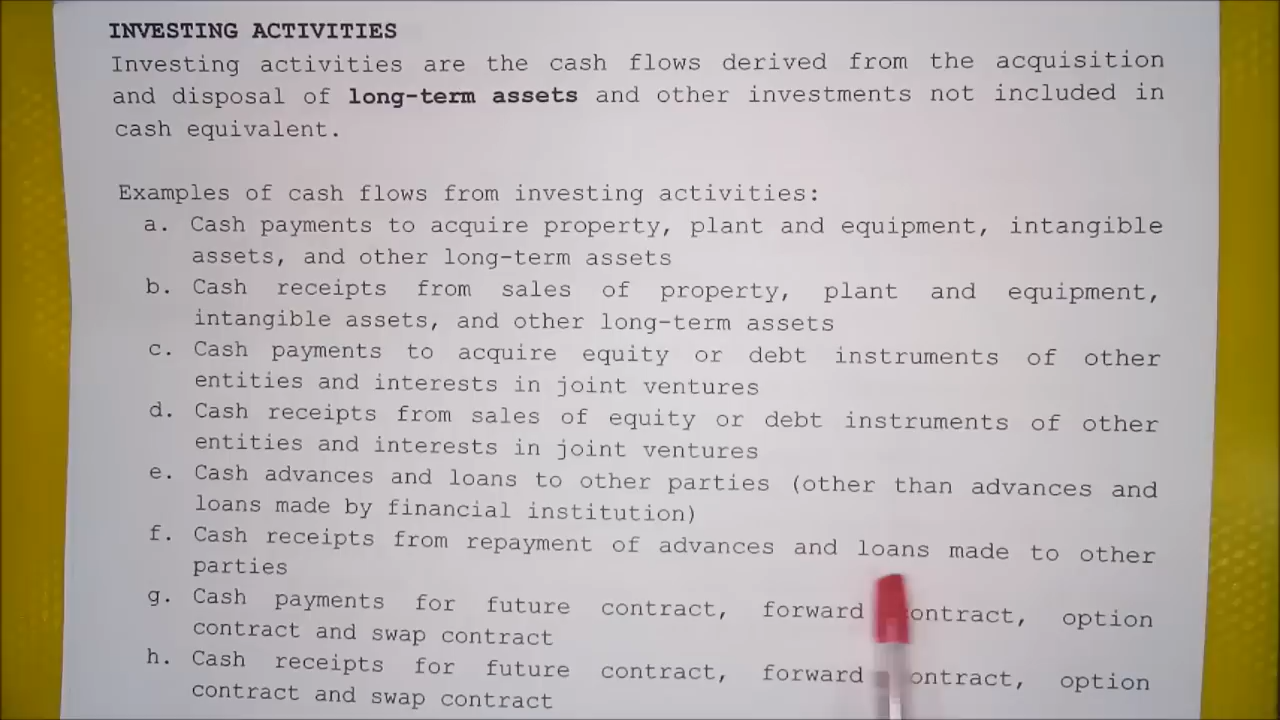 INVESTING ACTIVITIES
Investing activities are the cash flows derived from the acquisition
and disposal of long-term assets and other investments not included in
cash equivalent.
Examples of cash flows from investing activities:
a. Cash payments to acquire property, plant and equipment, intangible
assets, and other long-term assets
b. Cash receipts from sales of property, plant and equipment,
intangible assets, and other long-term assets
c. Cash payments to acquire equity or debt instruments of other
entities and interests in joint ventures
d. Cash receipts from sales of equity or debt instruments of other
entities and interests in joint ventures
e. Cash advances and loans to other parties (other than advances and
loans made by financial institution)
f. Cash receipts from repayment of advances and loans made to other
parties
g. Cash payments for future contract, forward ontract, option
contract and swap contract
h. Cash receipts for future contract, forward ontract, option
contract and swap contract